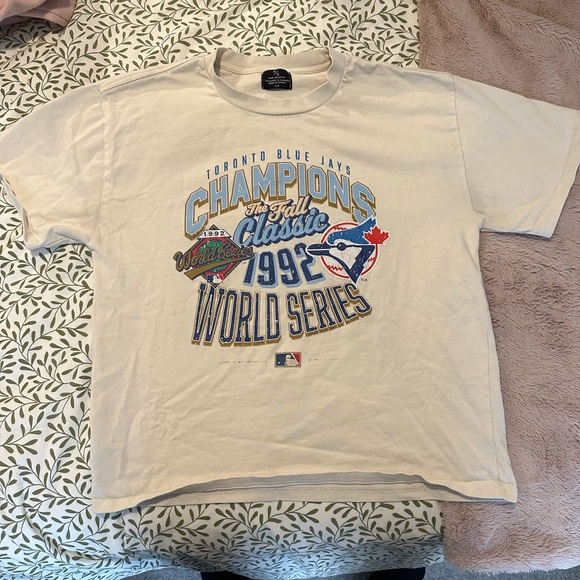 TORONTO BLUE JAYS
CHAMPIONS
The Fall
Classic
1992
World Series
1992
WORLD SERIES